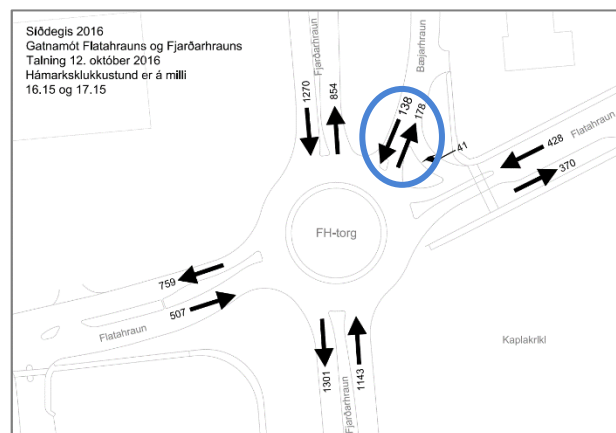 Síðdegis 2016
Gatnamót Flatahrauns og Fjarðarhrauns
Talning 12. október 2016
Hámarksklukkustund er á milli
16.15 og 17.15
Fjarðarhraun
1270
854
Bæjarhraun
138
178
41
Flatahraun
428
370
FH-torg
759
507
Flatahraun
1301
Fjarðarhraun
1143
Kaplakriki